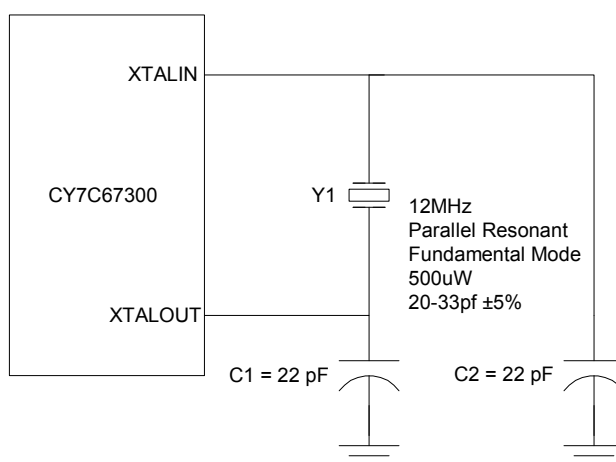 XTALIN
CY7C67300
Y1
12MHz
Parallel Resonant
Fundamental Mode
500uW
20-33pf ±5%
XTALOUT
C1 = 22 pF
C2 = 22 pF